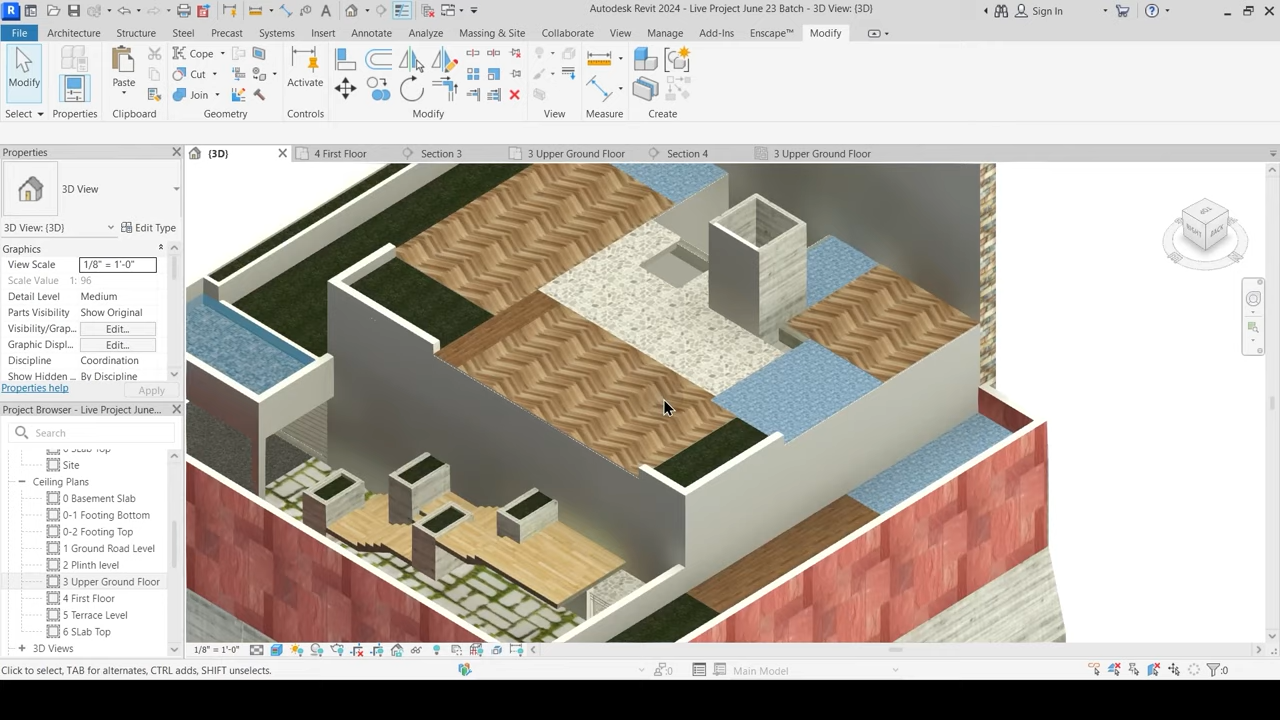 Autodesk Revit 2024 - Live Project June 23 Batch - 3D View: {3D}
Sign In
File Architecture Structure Steel Precast Systems Insert Annotate Analyze Massing & Site Collaborate View Manage Add-Ins Enscape™ Modify
Modify
Paste
Cope
Cut
Join
Activate
Select Properties Clipboard Geometry Controls Modify View Measure Create
Properties
{3D} 4 First Floor Section 3 3 Upper Ground Floor Section 4 3 Upper Ground Floor
3D View
3D View: {3D} Edit Type
Graphics
View Scale 1/8" = 1'-0"
Scale Value 1: 96
Detail Level Medium
Parts Visibility Show Original
Visibility/Grap... Edit...
Graphic Displ... Edit...
Discipline Coordination
Show Hidden ... By Discipline
Properties help Apply
Project Browser - Live Project June...
Search
6 SLab Top
Site
Ceiling Plans
0 Basement Slab
0-1 Footing Bottom
0-2 Footing Top
1 Ground Road Level
2 Plinth level
3 Upper Ground Floor
4 First Floor
5 Terrace Level
6 SLab Top
3D Views
TOP
RIGHT
BACK
1/8" = 1'-0"
Click to select, TAB for alternates, CTRL adds, SHIFT unselects.
:0
Main Model
:0